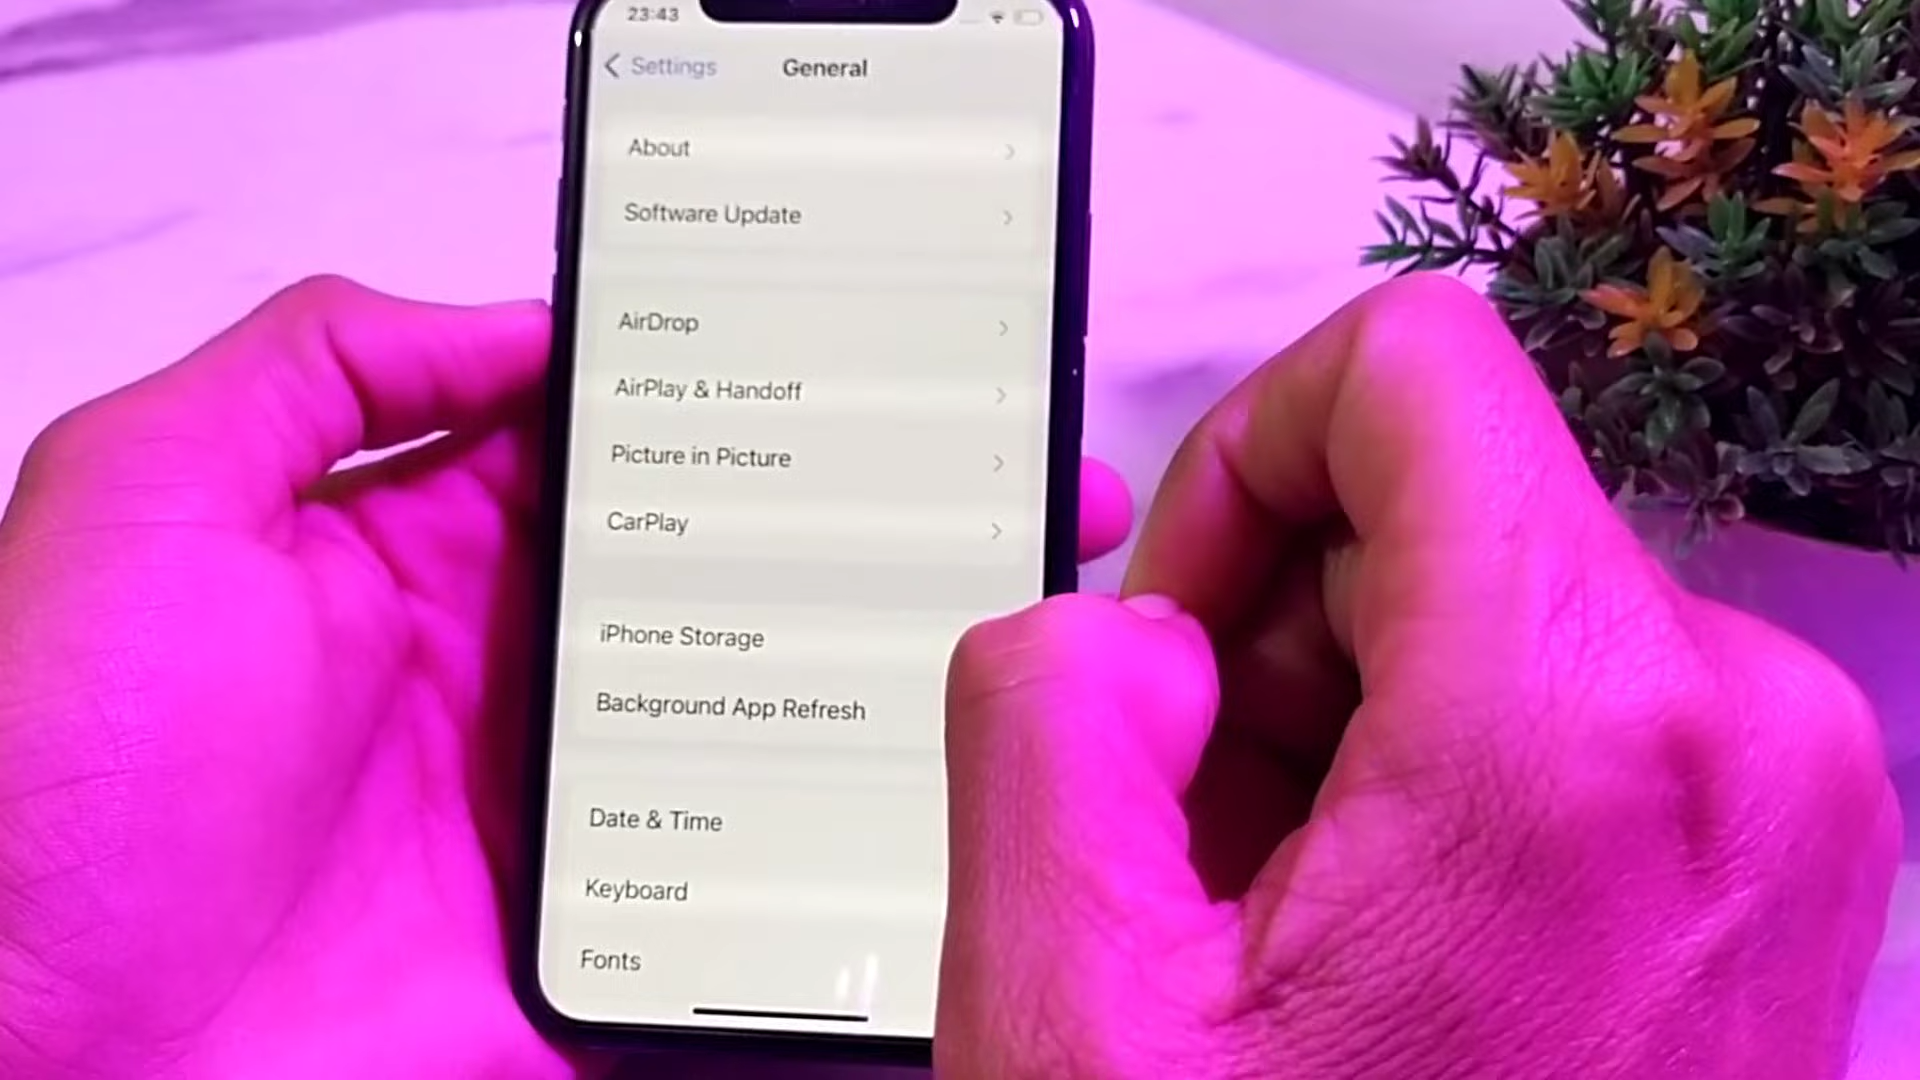 23:43
Settings
General
About
Software Update
AirDrop
AirPlay & Handoff
Picture in Picture
CarPlay
iPhone Storage
Background App Refresh
Date & Time
Keyboard
Fonts